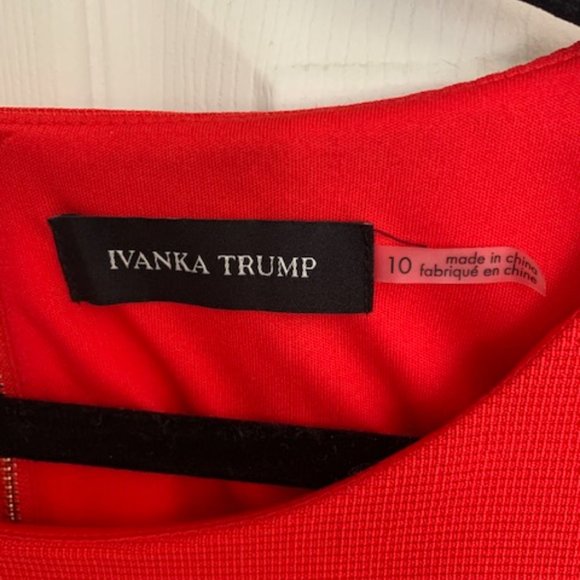 IVANKA TRUMP
10
made in china
fabriqué en chine